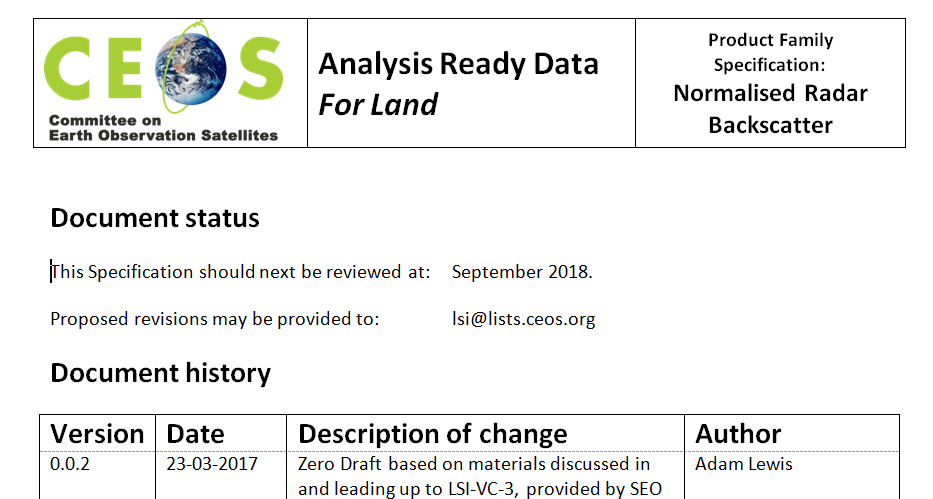 CEOS
Committee on
Earth Observation Satellites
Analysis Ready Data
For Land
Product Family
Specification:
Normalised Radar
Backscatter
Document status
This Specification should next be reviewed at: September 2018.
Proposed revisions may be provided to: lsi@lists.ceos.org
Document history
Version Date Description of change Author
0.0.2 23-03-2017 Zero Draft based on materials discussed in Adam Lewis
and leading up to LSI-VC-3, provided by SEO